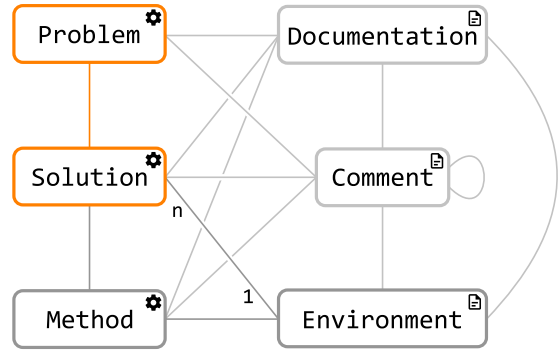 Problem
Documentation
Solution
Comment
n
1
Method
Environment